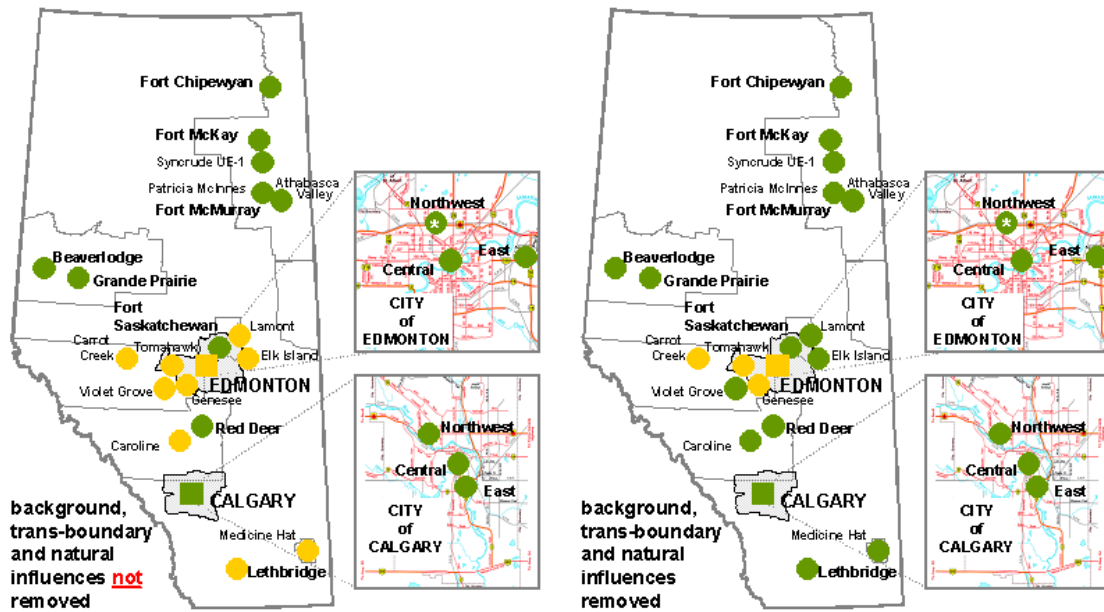 Fort Chipewyan
Fort McKay
Syncrude UE-1
Patricia McInnes
Athabasca
Valley
Fort McMurray
Beaverlodge
Grande Prairie
Fort
Saskatchewan
Lamont
Carrot
Creek
Tomahawk
Elk Island
EDMONTON
Violet Grove
Genesee
Red Deer
Caroline
CALGARY
Medicine Hat
Lethbridge
background,
trans-boundary
and natural
influences not
removed
Northwest
*
East
Central
CITY
of
EDMONTON
Northwest
Central
East
CITY
of
CALGARY
Fort Chipewyan
Fort McKay
Syncrude UE-1
Patricia McInnes
Athabasca
Valley
Fort McMurray
Beaverlodge
Grande Prairie
Fort
Saskatchewan
Lamont
Carrot
Creek
Tomahawk
Elk Island
EDMONTON
Violet Grove
Genesee
Red Deer
Caroline
CALGARY
Medicine Hat
Lethbridge
background,
trans-boundary
and natural
influences
removed
Northwest
*
East
Central
CITY
of
EDMONTON
Northwest
Central
East
CITY
of
CALGARY